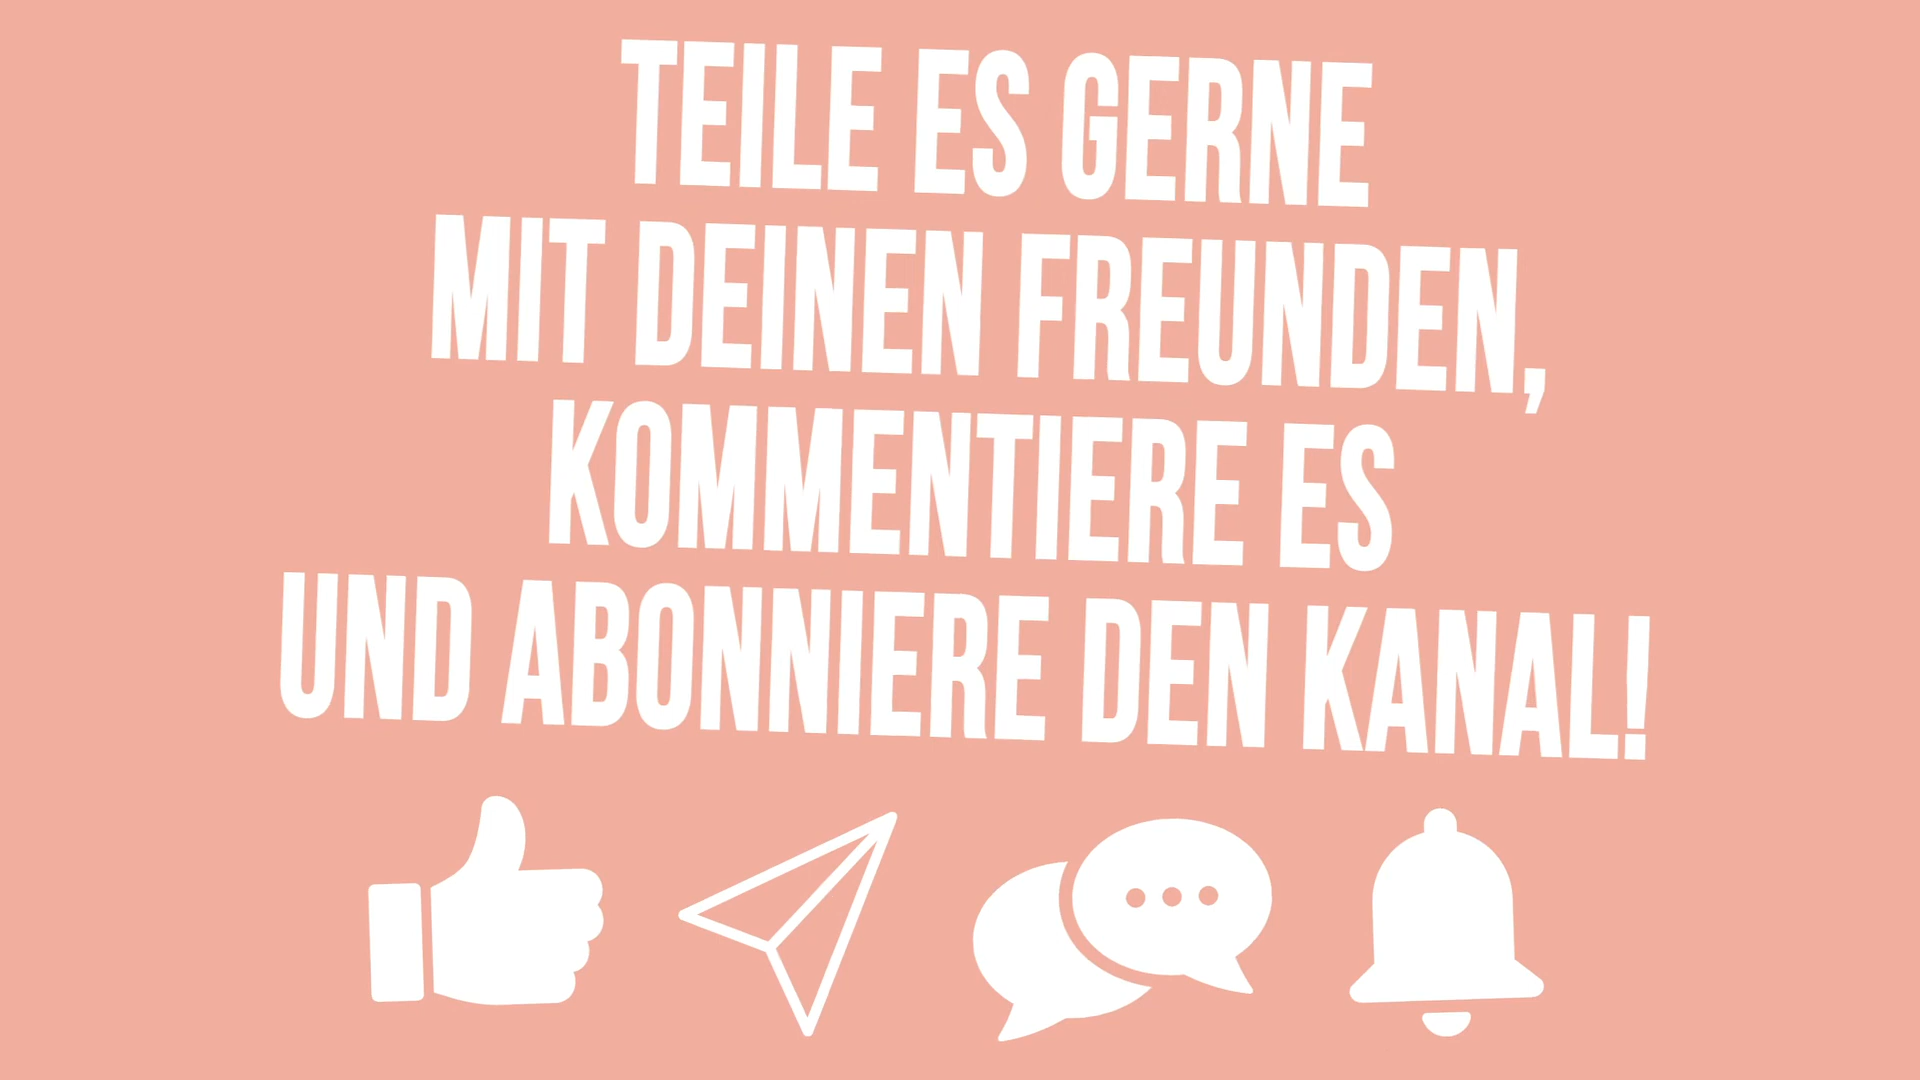 TEILE ES GERNE
MIT DEINEN FREUNDEN,
KOMMENTIERE ES
UND ABONNIERE DEN KANAL!